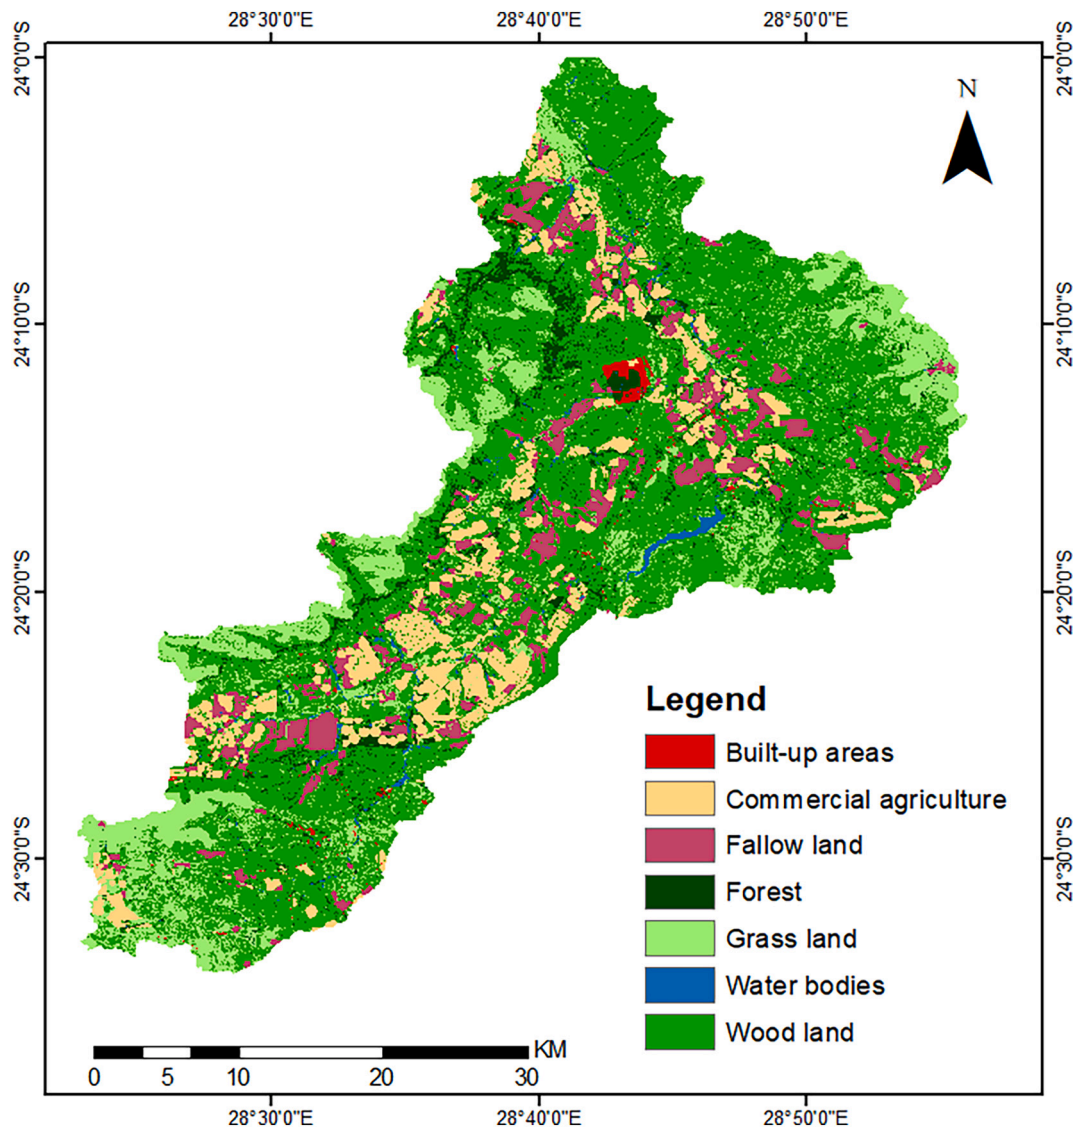 28°30'0"E 28°40'0"E 28°50'0"E
24°0'0"S 24°0'0"S
N
24°10'0"S 24°10'0"S
24°20'0"S 24°20'0"S
Legend
Built-up areas
Commercial agriculture
Fallow land
24°30'0"S 24°30'0"S
Forest
Grass land
Water bodies
Wood land
KM
0 5 10 20 30
28°30'0"E 28°40'0"E 28°50'0"E